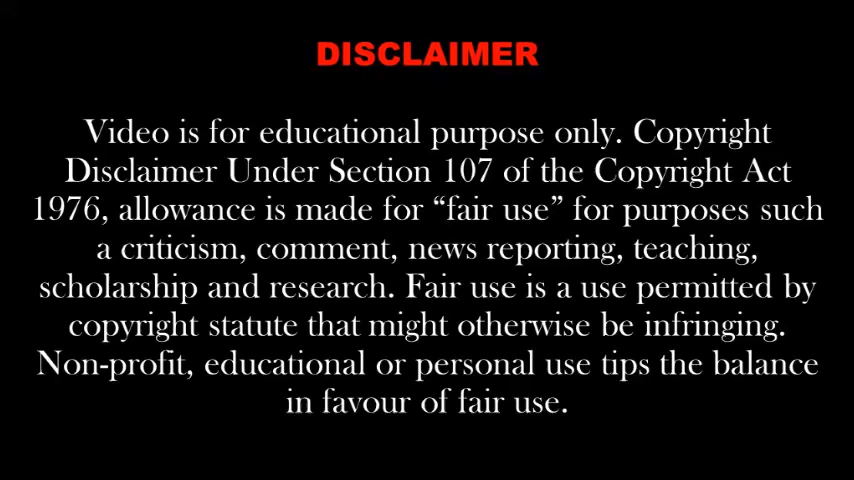 DISCLAIMER
Video is for educational purpose only. Copyright
Disclaimer Under Section 107 of the Copyright Act
1976, allowance is made for “fair use” for purposes such
a criticism, comment, news reporting, teaching,
scholarship and research. Fair use is a use permitted by
copyright statute that might otherwise be infringing.
Non-profit, educational or personal use tips the balance
in favour of fair use.